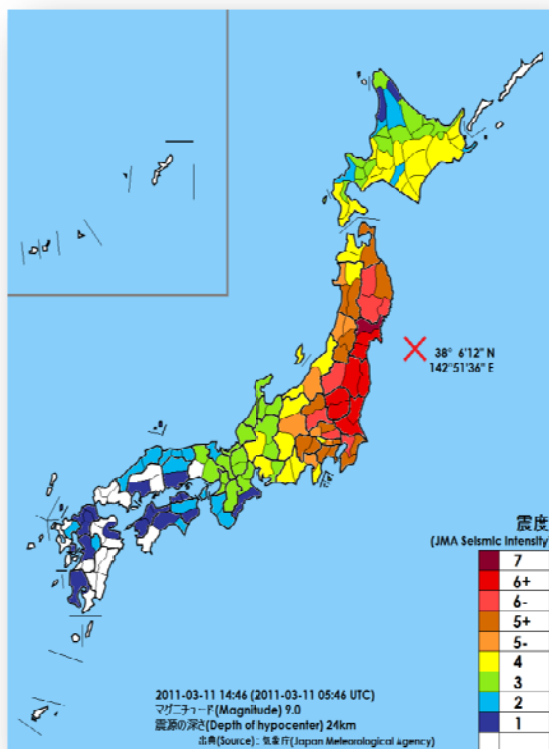 38° 6'12" N
142°51'36" E
震度
(JMA Seismic Intensity)
7
6+
6-
5+
5-
4
3
2
1
2011-03-11 14:46 (2011-03-11 05:46 UTC)
マグニチュード(Magnitude) 9.0
震源の深さ(Depth of hypocenter) 24km
出典(Source): 気象庁(Japan Meteorological Agency)